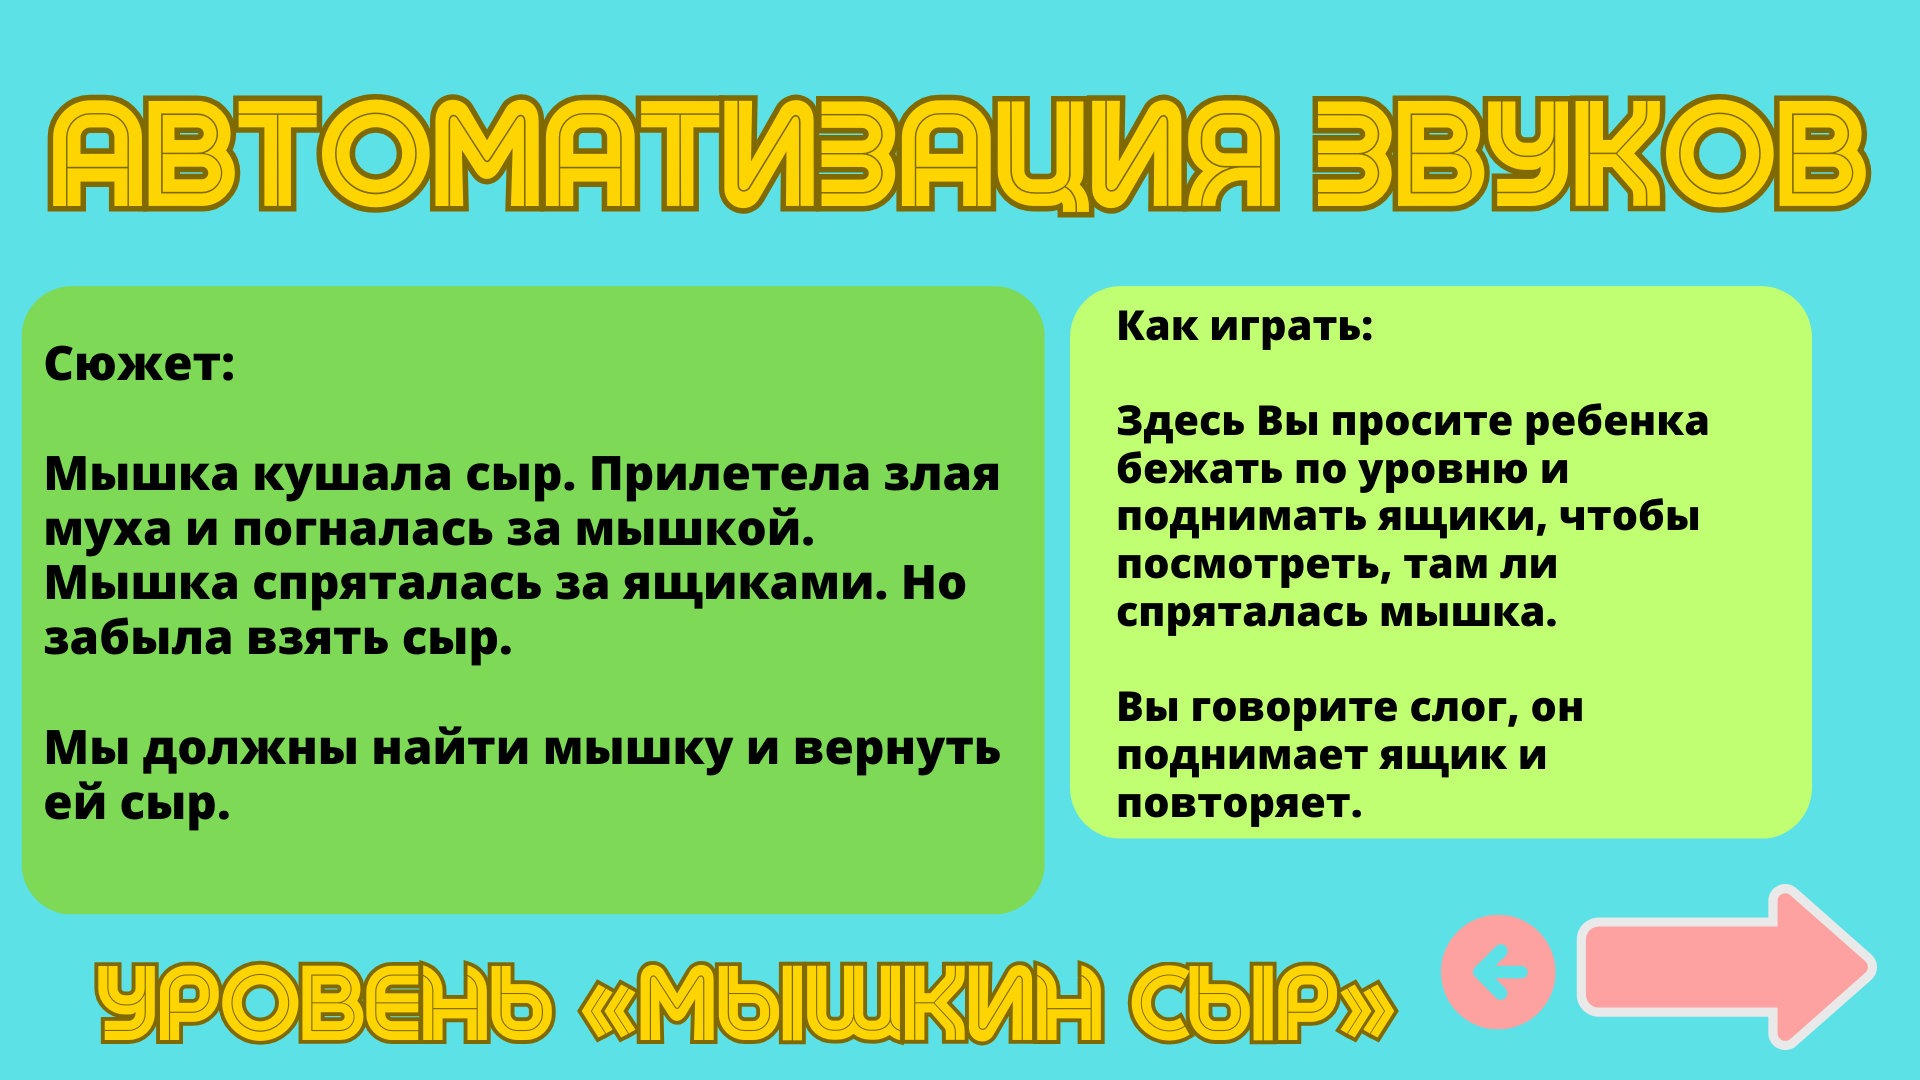 АВТОМАТИЗАЦИЯ ЗВУКОВ
Сюжет:
Мышка кушала сыр. Прилетела злая
муха и погналась за мышкой.
Мышка спряталась за ящиками. Но
забыла взять сыр.
Мы должны найти мышку и вернуть
ей сыр.
Как играть:
Здесь Вы просите ребенка
бежать по уровню и
поднимать ящики, чтобы
посмотреть, там ли
спряталась мышка.
Вы говорите слог, он
поднимает ящик и
повторяет.
УРОВЕНЬ «МЫШКИН СЫР»